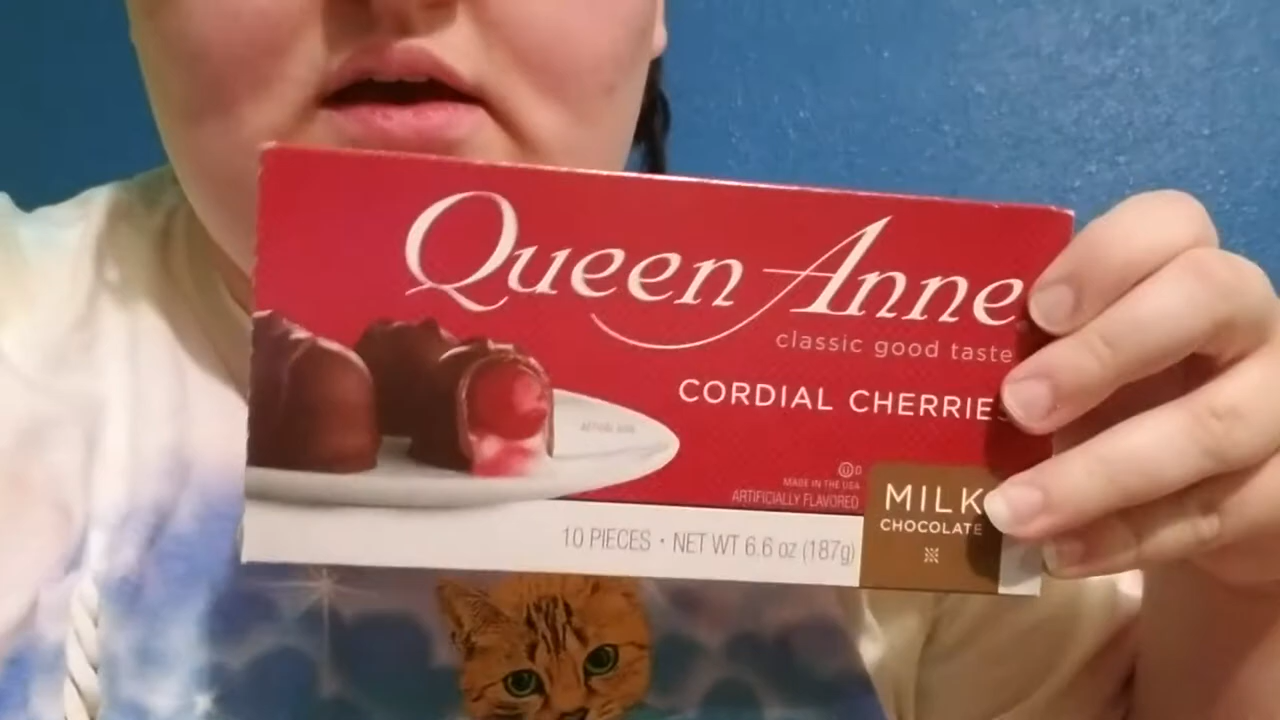 Queen Anne
classic good taste
CORDIAL CHERRIES
MADE IN THE USA
ARTIFICIALLY FLAVORED
MILK
CHOCOLATE
10 PIECES • NET WT 6.6 oz (187g)